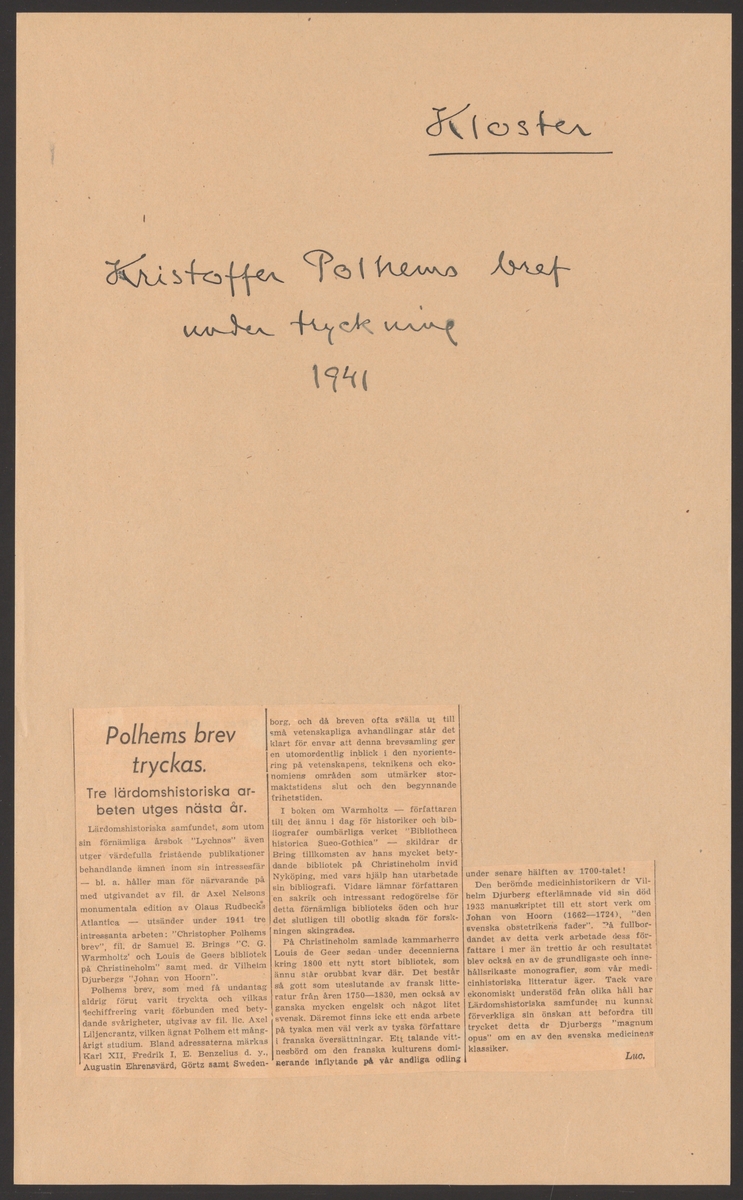 Kloster
Kristoffer Polhems bref
under tryckning
1941
Polhems brev
tryckas.
Tre lärdomshistoriska ar-
beten utges nästa år.
Lärdomshistoriska samfundet, som utom
sin förnämliga årsbok "Lychnos" även
utger värdefulla fristående publikationer
behandlande ämnen inom sin intressesfär
— bl. a. håller man för närvarande på
med utgivandet av fil. dr Axel Nelsons
monumentala edition av Olaus Rudbecks
Atlantica — utsänder under 1941 tre
intressanta arbeten: "Christopher Polhems
brev", fil. dr Samuel E. Brings "C. G.
Warmholtz' och Louis de Geers bibliotek
på Christineholm" samt med. dr Vilhelm
Djurbergs "Johan von Hoorn".
Polhems brev, som med få undantag
aldrig förut varit tryckta och vilkas
dechiffrering varit förbunden med bety-
dande svårigheter, utgivas av fil. lic. Axel
Liljencrantz, vilken ägnat Polhem ett mång-
årigt studium. Bland adressaterna märkas
Karl XII, Fredrik I, E. Benzelius d. y.,
Augustin Ehrensvärd, Görtz samt Sweden-
borg, och då breven ofta svälla ut till
små vetenskapliga avhandlingar står det
klart för envar att denna brevsamling ger
en utomordentlig inblick i den nyoriente-
ring på vetenskapens, teknikens och eko-
nomiens områden som utmärker stor-
maktstidens slut och den begynnande
frihetstiden.
I boken om Warmholtz — författaren
till det ännu i dag för historiker och bib-
liografer oumbärliga verket "Bibliotheca
historica Sueo-Gothica" — skildrar dr
Bring tillkomsten av hans mycket bety-
dande bibliotek på Christineholm invid
Nyköping, med vars hjälp han utarbetade
sin bibliografi. Vidare lämnar författaren
en sakrik och intressant redogörelse för
detta förnämliga biblioteks öden och hur
det slutligen till obotlig skada för forsk-
ningen skingrades.
På Christineholm samlade kammarherre
Louis de Geer sedan under decennierna
kring 1800 ett nytt stort bibliotek, som
ännu står orubbat kvar där. Det består
så gott som uteslutande av fransk litte-
ratur från åren 1750—1830, men också av
ganska mycken engelsk och något litet
svensk. Däremot finns icke ett enda arbete
på tyska men väl verk av tyska författare
i franska översättningar. Ett talande vitt-
nesbörd om den franska kulturens domi-
nerande inflytande på vår andliga odling
under senare hälften av 1700-talet!
Den berömde medicinhistorikern dr Vil-
helm Djurberg efterlämnade vid sin död
1933 manuskriptet till ett stort verk om
Johan von Hoorn (1662—1724), "den
svenska obstetrikens fader". På fullbor-
dandet av detta verk arbetade dess för-
fattare i mer än trettio år och resultatet
blev också en av de grundligaste och inne-
hållsrikaste monografier, som vår medi-
cinhistoriska litteratur äger. Tack vare
ekonomiskt understöd från olika håll har
Lärdomshistoriska samfundet nu kunnat
förverkliga sin önskan att befordra till
trycket detta dr Djurbergs "magnum
opus" om en av den svenska medicinens
klassiker.
Luc.